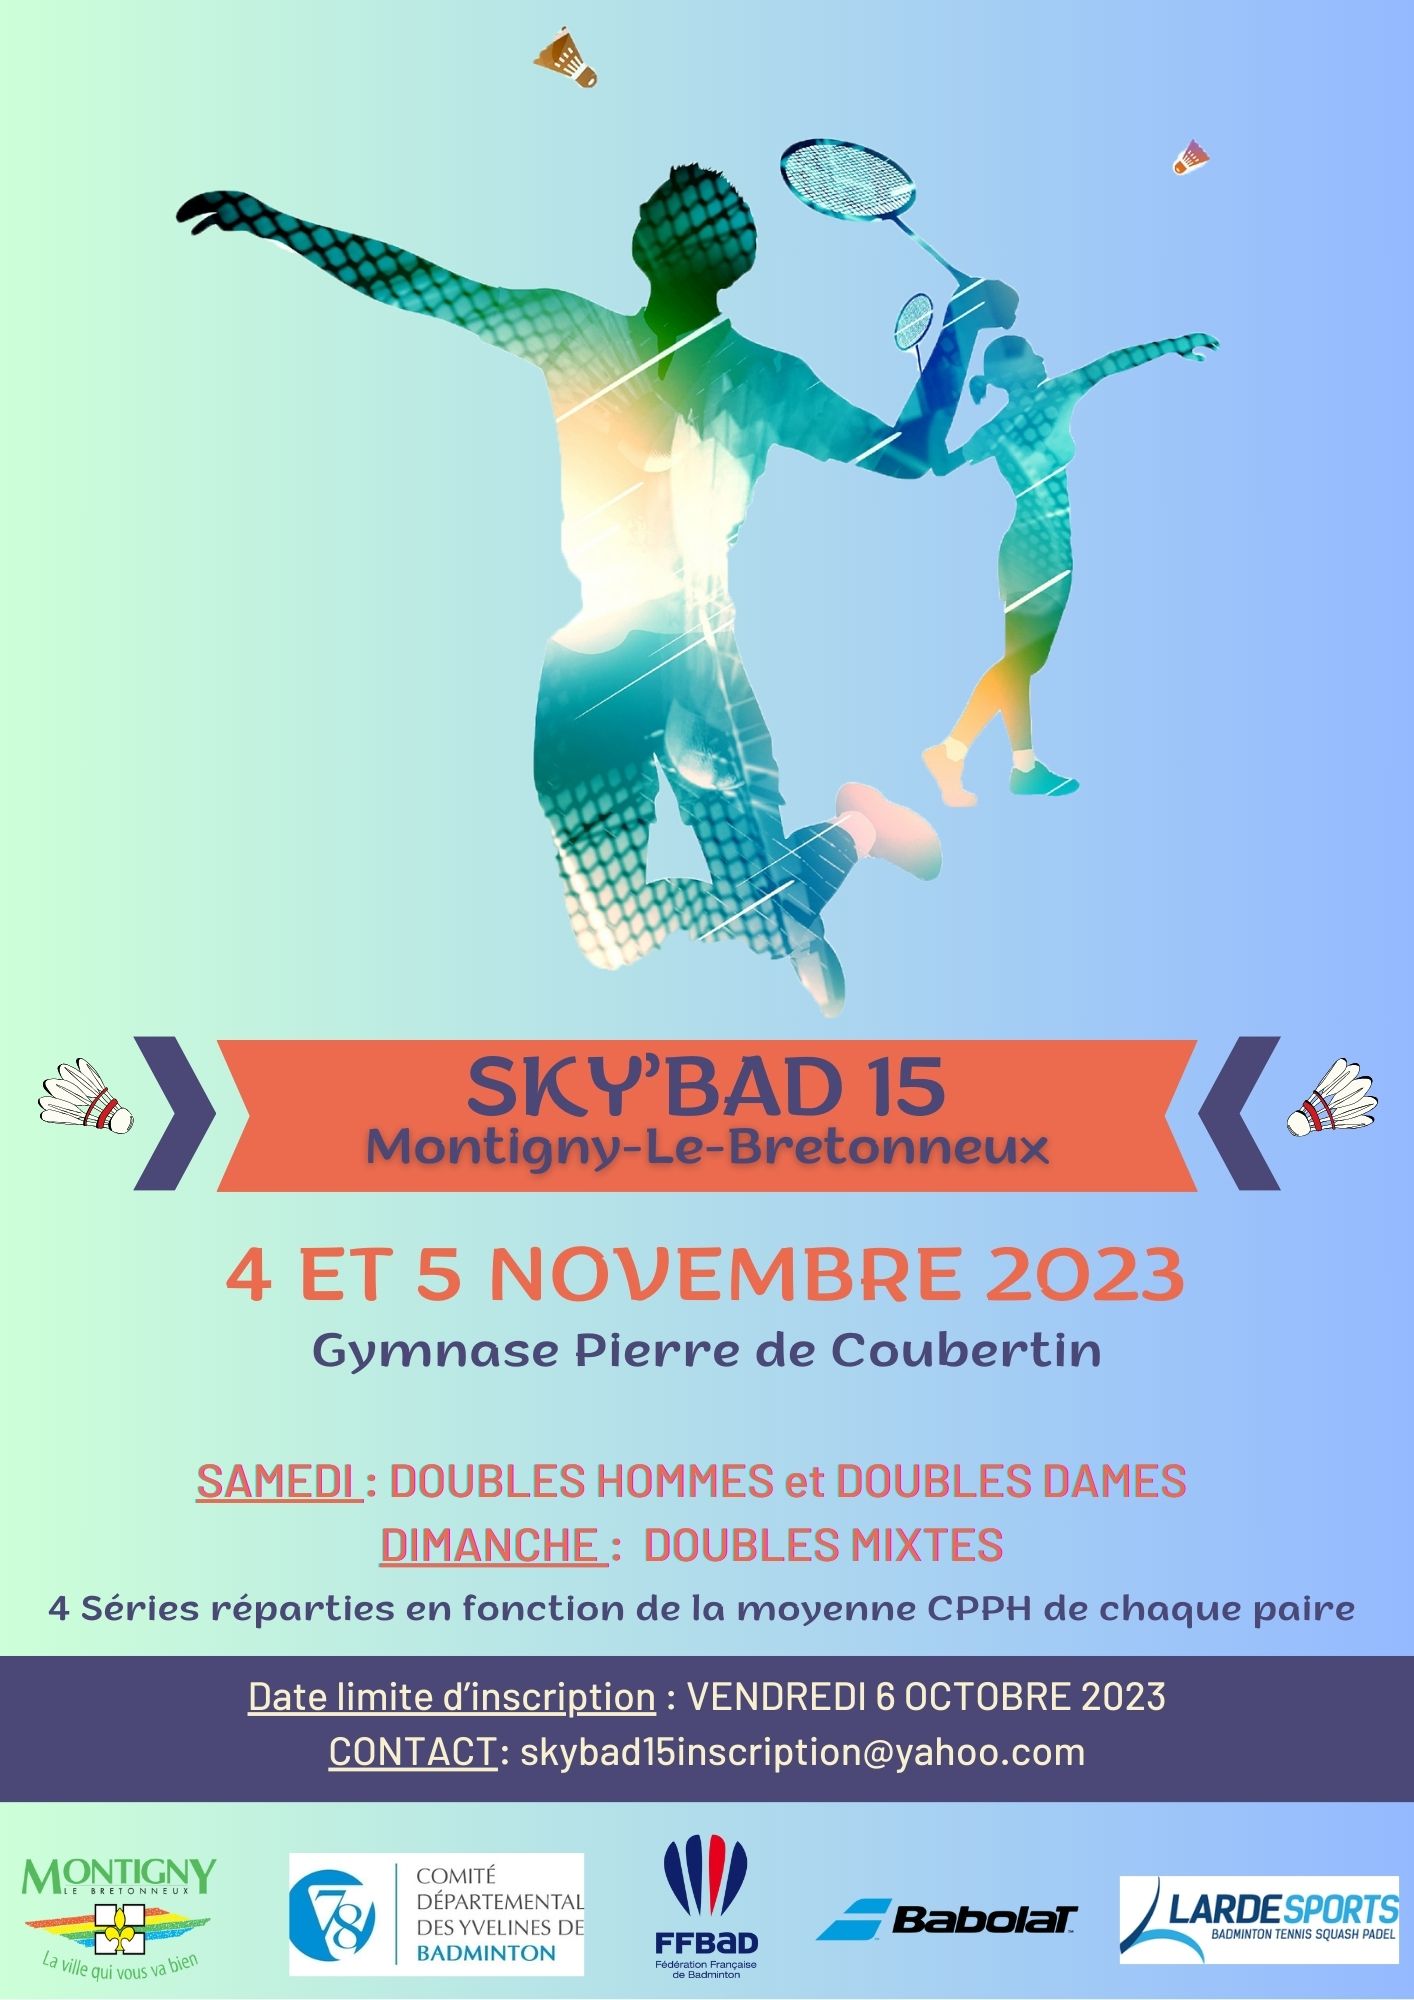 SKY'BAD 15
Montigny-Le-Bretonneux
4 ET 5 NOVEMBRE 2023
Gymnase Pierre de Coubertin
SAMEDI : DOUBLES HOMMES et DOUBLES DAMES
DIMANCHE : DOUBLES MIXTES
4 Séries réparties en fonction de la moyenne CPPH de chaque paire
Date limite d'inscription : VENDREDI 6 OCTOBRE 2023
CONTACT: skybad15inscription@yahoo.com
MONTIGNY
LE BRETONNEUX
La ville qui vous va bien
78
COMITÉ
DÉPARTEMENTAL
DES YVELINES DE
BADMINTON
FFBaD
Fédération Française
de Badminton
BabolaT
LARDESPORTS
BADMINTON TENNIS SQUASH PADEL